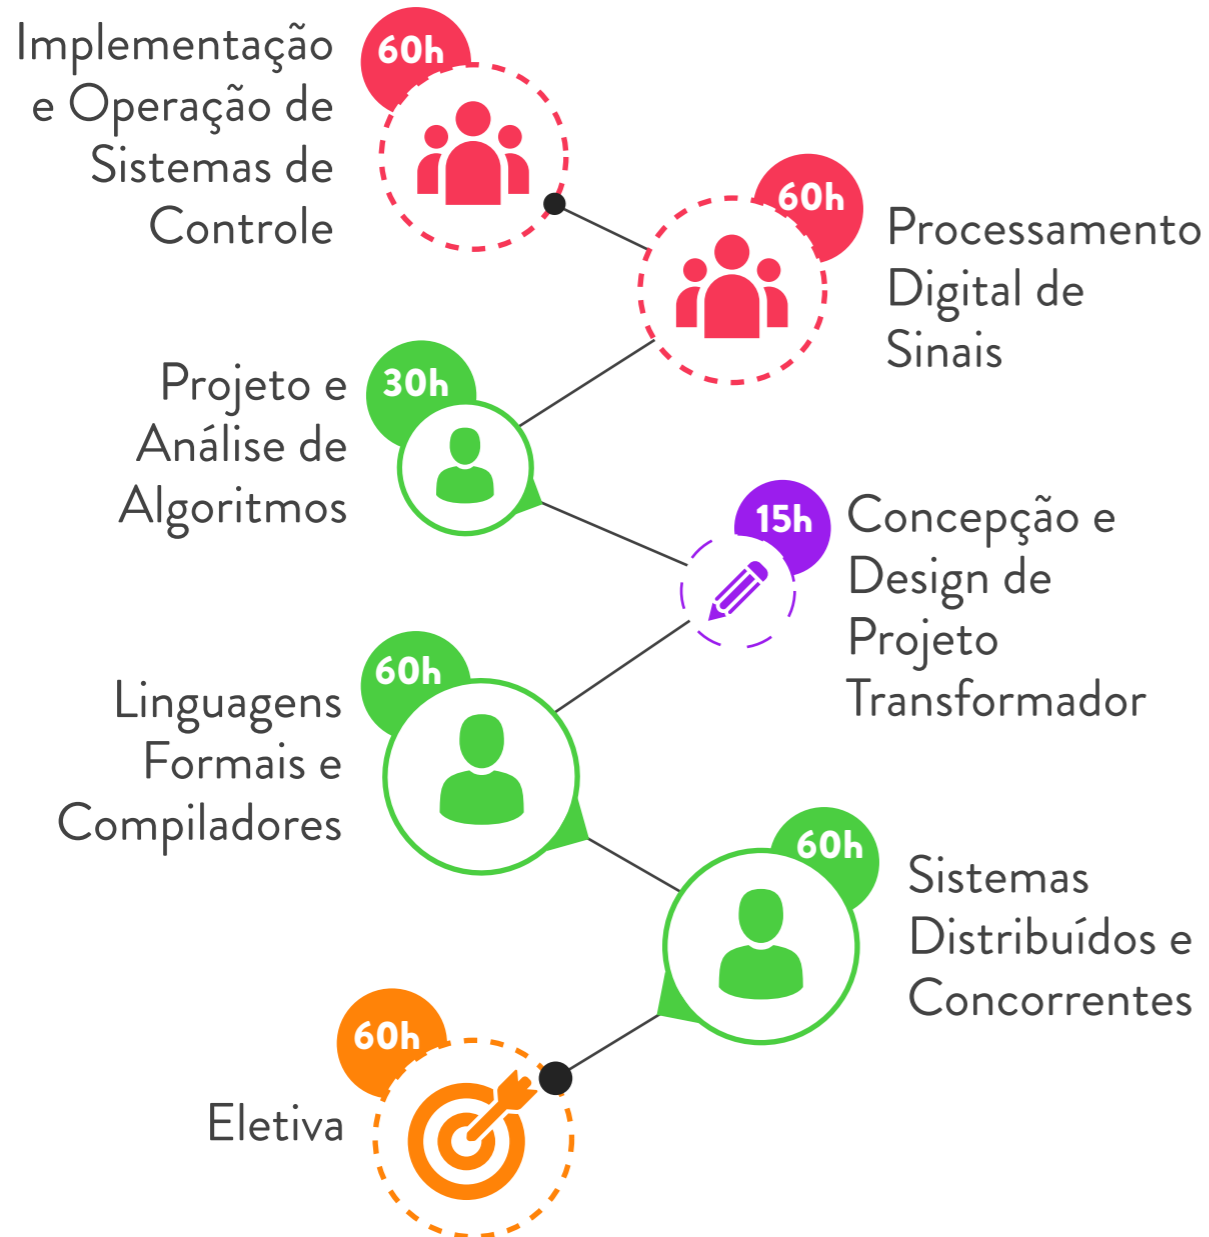 Implementação
e Operação de
Sistemas de
Controle
60h
60h
Processamento
Digital de
Sinais
Projeto e
Análise de
Algoritmos
30h
15h
Concepção e
Design de
Projeto
Transformador
Linguagens
Formais e
Compiladores
60h
60h
Sistemas
Distribuídos e
Concorrentes
60h
Eletiva